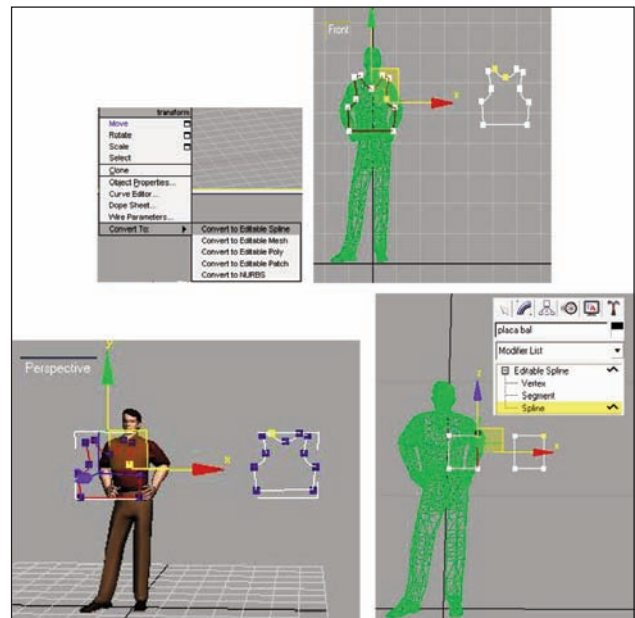 Front
x
transform
Move
Rotate
Scale
Select
Clone
Object Properties...
Curve Editor...
Dope Sheet...
Wire Parameters...
Convert To:
Convert to Editable Spline
Convert to Editable Mesh
Convert to Editable Poly
Convert to Editable Patch
Convert to NURBS
Perspective
y
x
placa bal
Modifier List
Editable Spline
Vertex
Segment
Spline
z
x